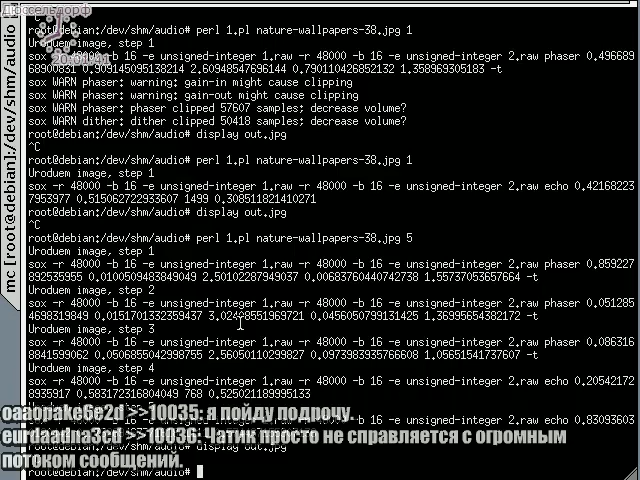 Дюссельдорф
20:01:41
mc [root@debian]:/dev/shm/audio
^C
root@debian:/dev/shm/audio# perl 1.pl nature-wallpapers-38.jpg 1
Uroduem image, step 1
sox -r 48000 -b 16 -e unsigned-integer 1.raw -r 48000 -b 16 -e unsigned-integer 2.raw phaser 0.496689
6800831 0.909145095138214 2.60948547696144 0.790110426852132 1.358969305183 -t
sox WARN phaser: warning: gain-in might cause clipping
sox WARN phaser: warning: gain-out might cause clipping
sox WARN phaser: phaser clipped 57607 samples; decrease volume?
sox WARN dither: dither clipped 50418 samples; decrease volume?
root@debian:/dev/shm/audio# display out.jpg
^C
root@debian:/dev/shm/audio# perl 1.pl nature-wallpapers-38.jpg 1
Uroduem image, step 1
sox -r 48000 -b 16 -e unsigned-integer 1.raw -r 48000 -b 16 -e unsigned-integer 2.raw echo 0.42168223
7953977 0.515062722933607 1499 0.308511821410271
root@debian:/dev/shm/audio# display out.jpg
^C
root@debian:/dev/shm/audio# perl 1.pl nature-wallpapers-38.jpg 5
Uroduem image, step 1
sox -r 48000 -b 16 -e unsigned-integer 1.raw -r 48000 -b 16 -e unsigned-integer 2.raw phaser 0.859227
892535955 0.0100509483849049 2.50102287949037 0.00683760440742738 1.55737053657664 -t
Uroduem image, step 2
sox -r 48000 -b 16 -e unsigned-integer 1.raw -r 48000 -b 16 -e unsigned-integer 2.raw phaser 0.051284
4698319849 0.0151701332359437 0.0456050799131425 1.36995654382172 -t
Uroduem image, step 3
sox -r 48000 -b 16 -e unsigned-integer 1.raw -r 48000 -b 16 -e unsigned-integer 2.raw phaser 0.086316
8841599062 0.0506855042998755 2.56050110299827 0.0973983935766608 1.05651541737607 -t
Uroduem image, step 4
sox -r 48000 -b 16 -e unsigned-integer 1.raw -r 48000 -b 16 -e unsigned-integer 2.raw echo 0.20542172
8935917 0.583172316804049 768 0.525021189995133
oaaopake6e2d >>10035: я пойду подрочу.
sox -r 48000 -b 16 -e unsigned-integer 1.raw -r 48000 -b 16 -e unsigned-integer 2.raw 0.83093603
eurdaadna3cd >>10036: Чатик просто не справляется с огромным
root@debian:/dev/shm/audio# display out.jpg
потоком сообщений.
root@debian:/dev/shm/audio#